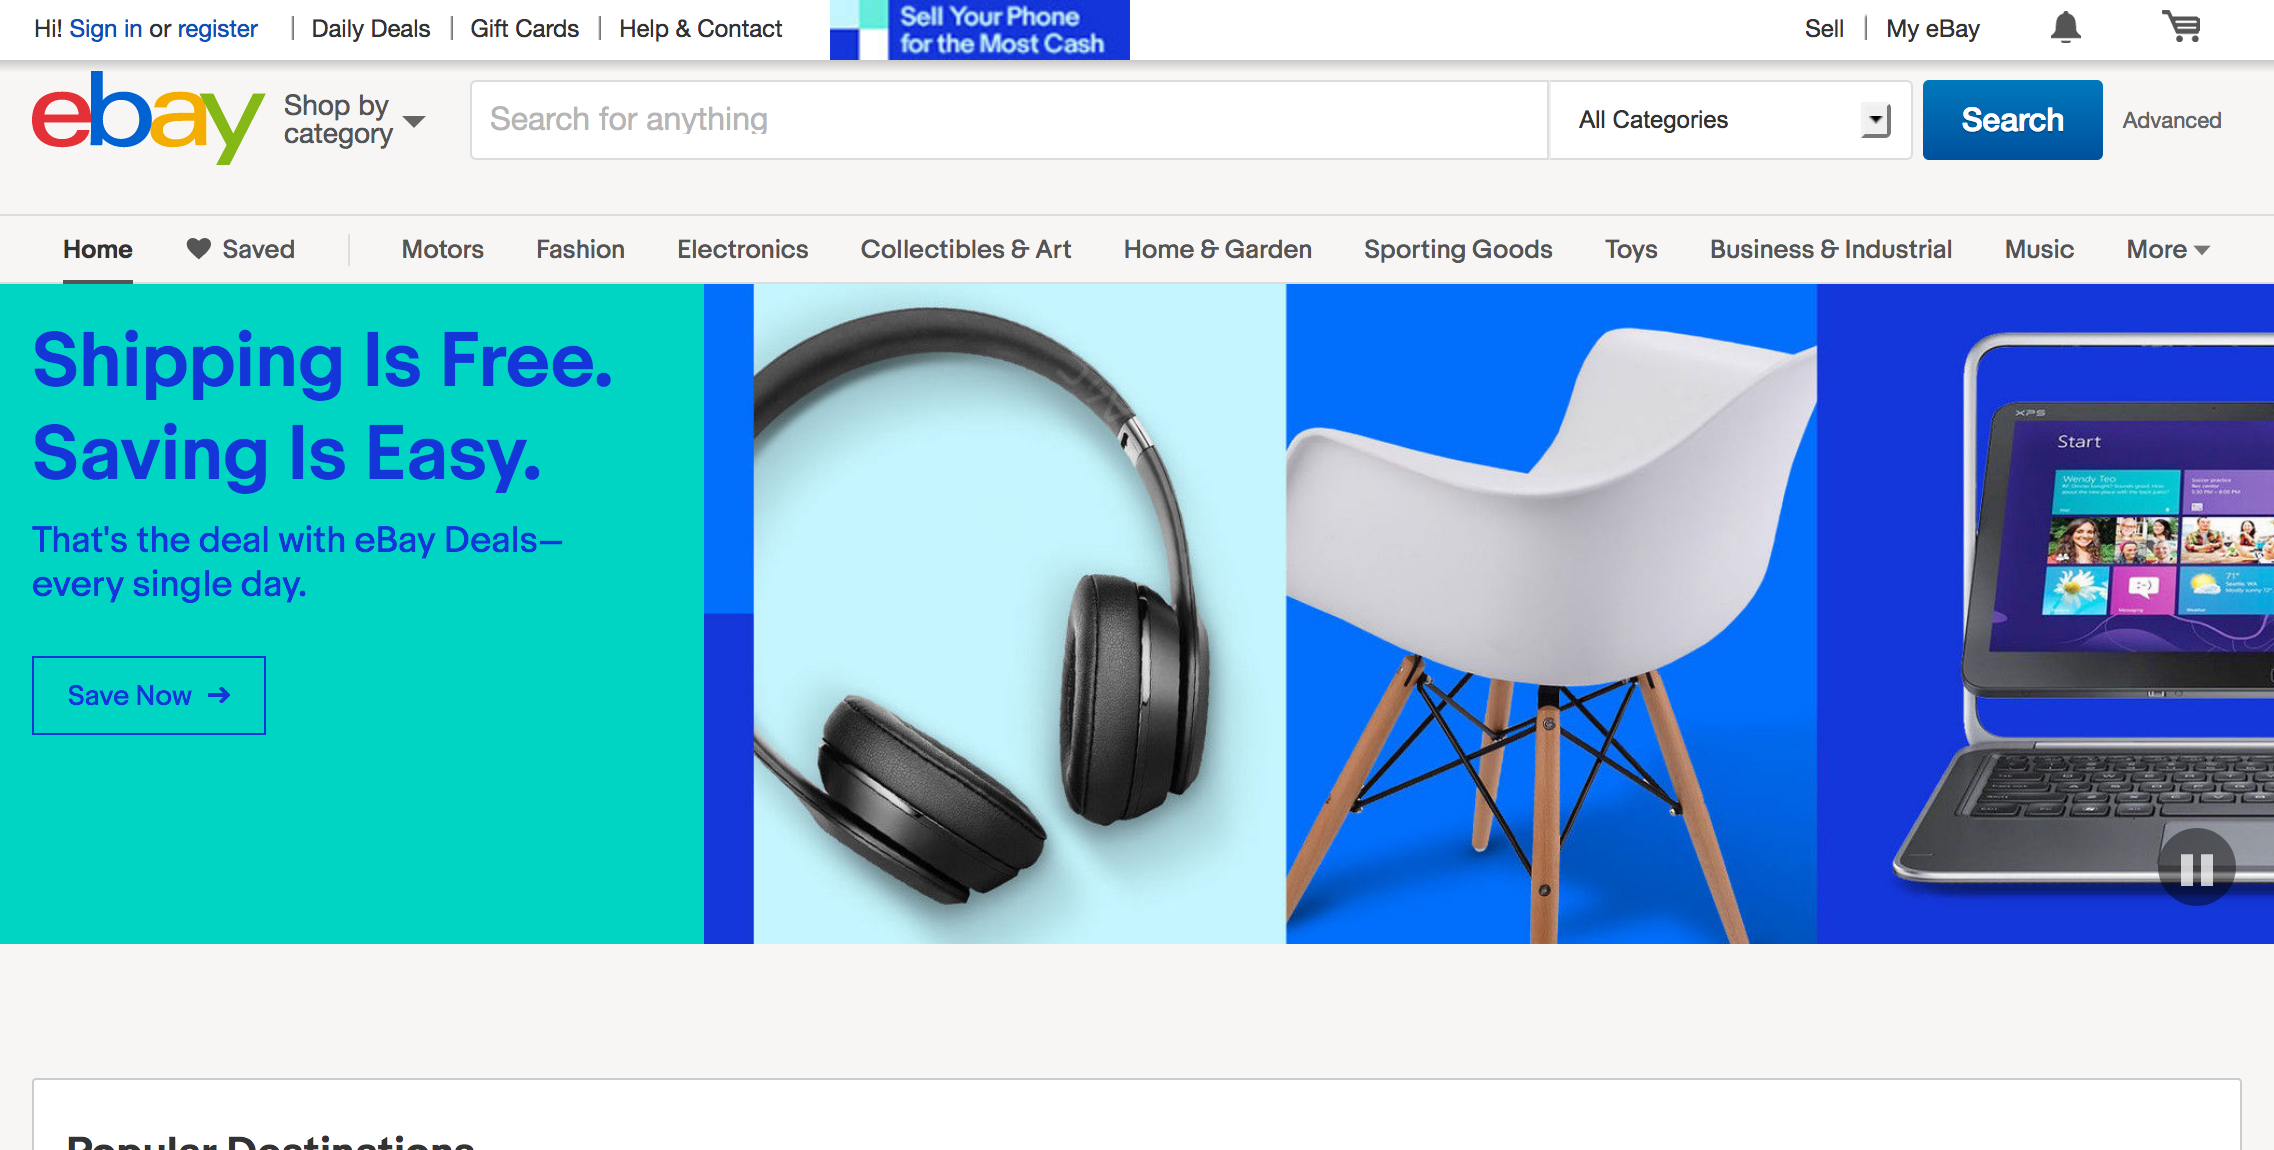 Hi! Sign in or register
Daily Deals
Gift Cards
Help & Contact
Sell Your Phone
for the Most Cash
Sell
My eBay
ebay
Shop by
category
Search for anything
All Categories
Search
Advanced
Home
Saved
Motors
Fashion
Electronics
Collectibles & Art
Home & Garden
Sporting Goods
Toys
Business & Industrial
Music
More
Shipping Is Free.
Saving Is Easy.
That's the deal with eBay Deals—
every single day.
Save Now
XPS
Start
Wendy Teo
Popular Destinations